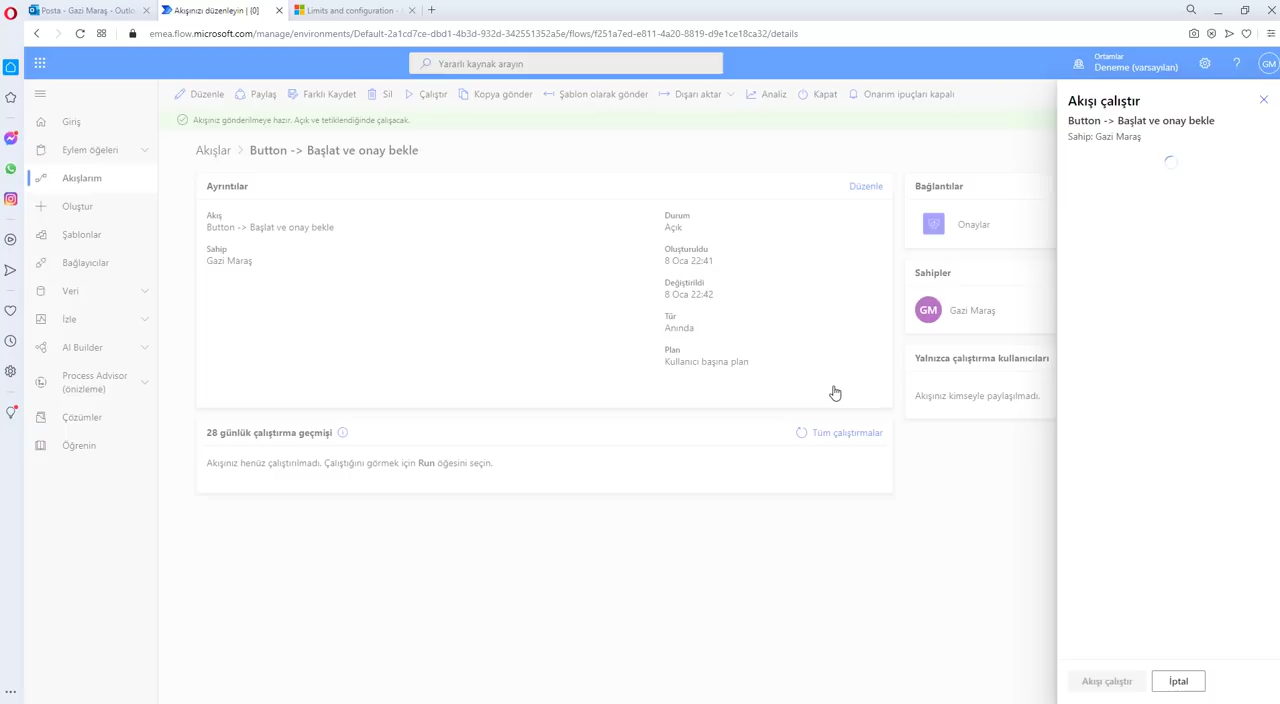 Posta - Gazi Maraş - Outlo
Akışınızı düzenleyin | {0}
Limits and configuration -
emea.flow.microsoft.com/manage/environments/Default-2a1cd7ce-dbd1-4b3d-932d-342551352a5e/flows/f251a7ed-e811-4a20-8819-d9e1ce18ca32/details
Yararlı kaynak arayın
Ortamlar
Deneme (varsayılan)
GM
Düzenle
Paylaş
Farklı Kaydet
Sil
Çalıştır
Kopya gönder
Şablon olarak gönder
Dışarı aktar
Analiz
Kapat
Onarım ipuçları kapalı
Akışınız gönderilmeye hazır. Açık ve tetiklendiğinde çalışacak.
Giriş
Eylem öğeleri
Akışlarım
Oluştur
Şablonlar
Bağlayıcılar
Veri
İzle
AI Builder
Process Advisor
(önizleme)
Çözümler
Öğrenin
Akışlar > Button -> Başlat ve onay bekle
Ayrıntılar
Düzenle
Akış
Button -> Başlat ve onay bekle
Sahip
Gazi Maraş
Durum
Açık
Oluşturuldu
8 Oca 22:41
Değiştirildi
8 Oca 22:42
Tür
Anında
Plan
Kullanıcı başına plan
28 günlük çalıştırma geçmişi
Tüm çalıştırmalar
Akışınız henüz çalıştırılmadı. Çalıştığını görmek için Run öğesini seçin.
Bağlantılar
Onaylar
Sahipler
GM
Gazi Maraş
Yalnızca çalıştırma kullanıcıları
Akışınız kimseyle paylaşılmadı.
Akışı çalıştır
Button -> Başlat ve onay bekle
Sahip: Gazi Maraş
Akışı çalıştır
İptal